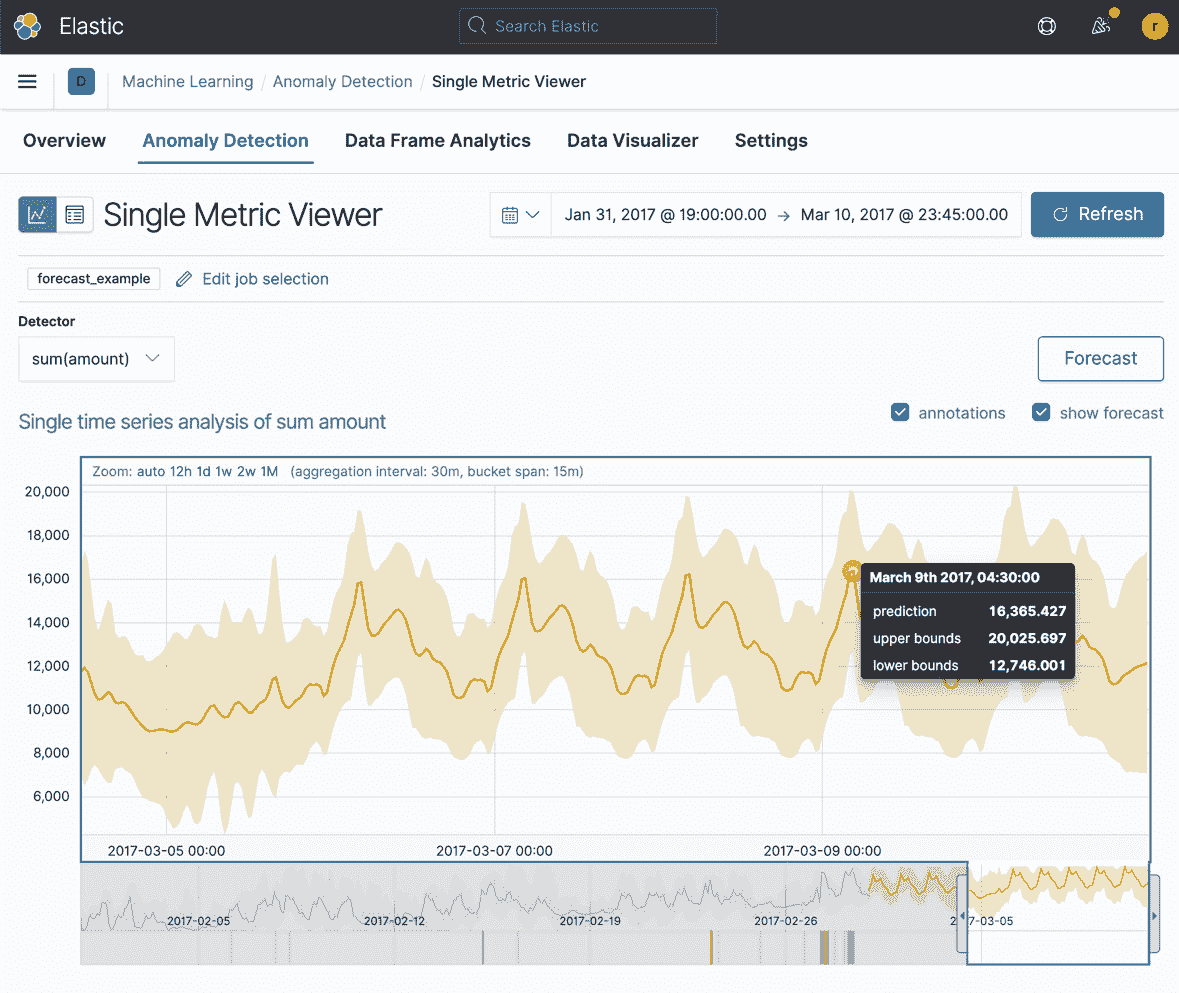 Elastic
Search Elastic
r
D
Machine Learning / Anomaly Detection / Single Metric Viewer
Overview Anomaly Detection Data Frame Analytics Data Visualizer Settings
Single Metric Viewer
Jan 31, 2017 @ 19:00:00.00 → Mar 10, 2017 @ 23:45:00.00
Refresh
forecast_example Edit job selection
Detector
sum(amount)
Forecast
Single time series analysis of sum amount
annotations show forecast
Zoom: auto 12h 1d 1w 2w 1M (aggregation interval: 30m, bucket span: 15m)
20,000
18,000
16,000
14,000
12,000
10,000
8,000
6,000
March 9th 2017, 04:30:00
prediction 16,365.427
upper bounds 20,025.697
lower bounds 12,746.001
2017-03-05 00:00 2017-03-07 00:00 2017-03-09 00:00
2017-02-05 2017-02-12 2017-02-19 2017-02-26 7-03-05